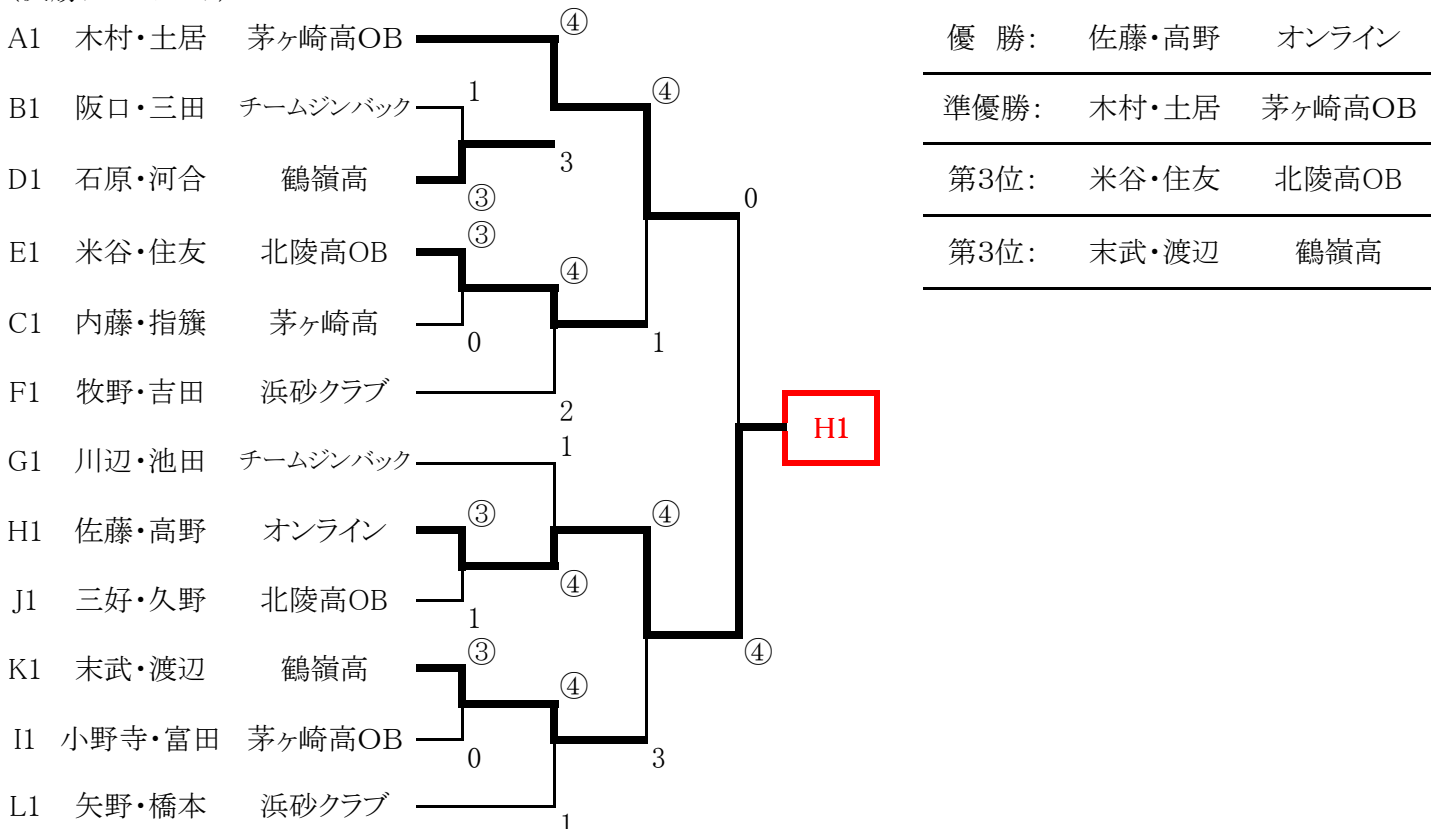 ④
A1 木村・土居 茅ヶ崎高OB
1 ④
B1 阪口・三田 チームジンバック
3
D1 石原・河合 鶴嶺高
③ 0
③
E1 米谷・住友 北陵高OB
④
C1 内藤・指籏 茅ヶ崎高
0 1
F1 牧野・吉田 浜砂クラブ
2
H1
1
G1 川辺・池田 チームジンバック
③ ④
H1 佐藤・高野 オンライン
④
J1 三好・久野 北陵高OB
1
③ ④
K1 末武・渡辺 鶴嶺高
④
I1 小野寺・富田 茅ヶ崎高OB
0 3
L1 矢野・橋本 浜砂クラブ
1
優 勝: 佐藤・高野 オンライン
準優勝: 木村・土居 茅ヶ崎高OB
第3位: 米谷・住友 北陵高OB
第3位: 末武・渡辺 鶴嶺高